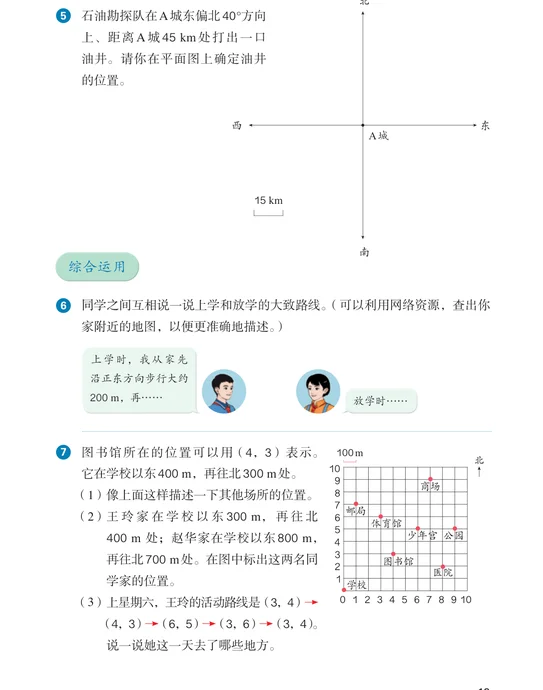 北
5 石油勘探队在A城东偏北40°方向
上、距离A城45 km处打出一口
油井。请你在平面图上确定油井
的位置。
西
东
A城
15 km
南
综合运用
6 同学之间互相说一说上学和放学的大致路线。(可以利用网络资源,查出你
家附近的地图,以便更准确地描述。)
上学时,我从家先
沿正东方向步行大约
200 m,再……
放学时……
7 图书馆所在的位置可以用(4,3)表示。
它在学校以东400 m,再往北300 m处。
(1)像上面这样描述一下其他场所的位置。
(2)王玲家在学校以东300 m,再往北
400 m 处;赵华家在学校以东800 m,
再往北700 m处。在图中标出这两名同
学家的位置。
(3)上星期六,王玲的活动路线是(3,4)→
(4,3)→(6,5)→(3,6)→(3,4)。
说一说她这一天去了哪些地方。
100 m
北
10
9
商场
8
7
邮局
6
体育馆
5
少年宫 公园
4
3
图书馆
2
医院
1
学校
0 1 2 3 4 5 6 7 8 9 10